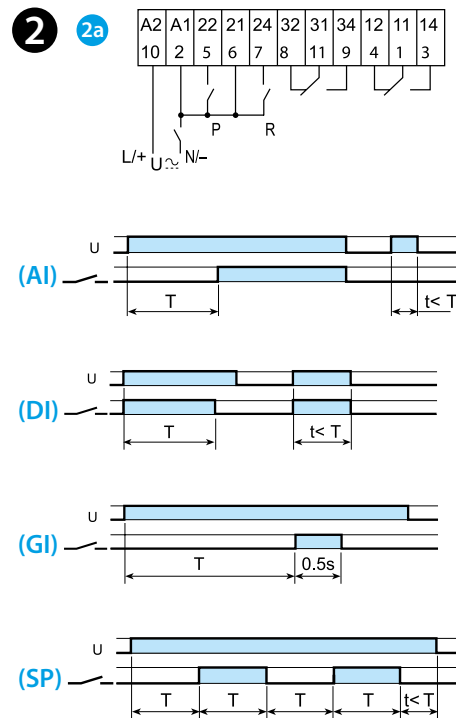 2 2a
A2 A1 22 21 24 32 31 34 12 11 14
10 2 5 6 7 8 11 9 4 1 3
P R
L/+ U N/–
U
(AI)
T t< T
U
(DI)
T t< T
U
(GI)
T 0.5s
U
(SP)
T T T T t< T